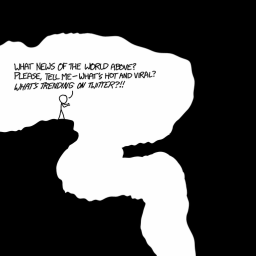 WHAT NEWS OF THE WORLD ABOVE?
PLEASE, TELL ME—WHAT'S HOT AND VIRAL?
WHAT'S TRENDING ON TWITTER?!!